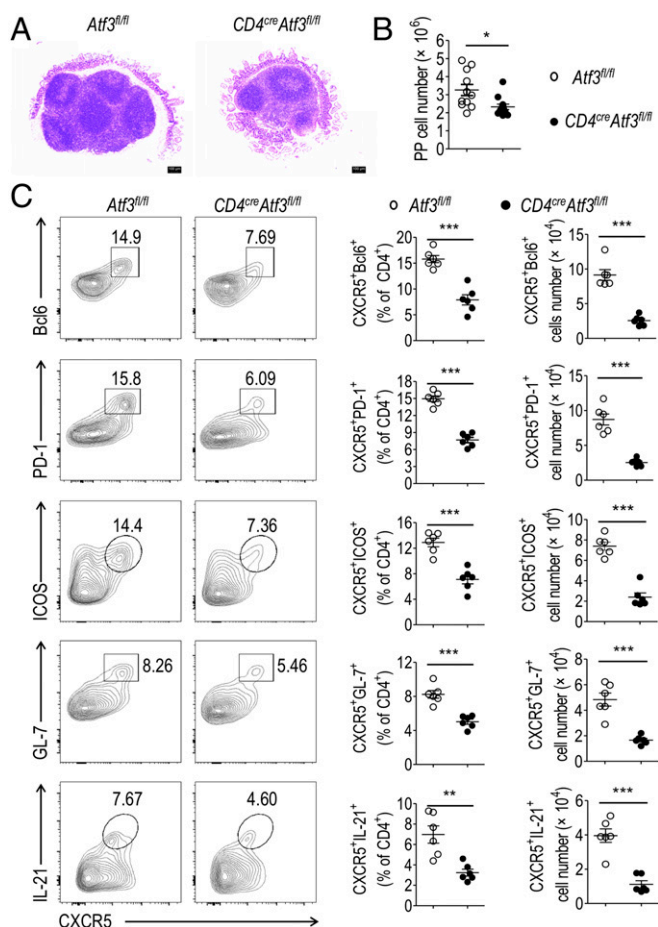 A
Atf3fl/fl
CD4creAtf3fl/fl
B
PP cell number (× 10⁶)
6
5
4
3
2
1
0
*
Atf3fl/fl
CD4creAtf3fl/fl
C
Atf3fl/fl
CD4creAtf3fl/fl
Atf3fl/fl
CD4creAtf3fl/fl
Bcl6
14.9
7.69
CXCR5⁺Bcl6⁺
(% of CD4⁺)
20
15
10
5
***
CXCR5⁺Bcl6⁺
cells number (× 10⁴)
15
10
5
0
***
PD-1
15.8
6.09
CXCR5⁺PD-1⁺
(% of CD4⁺)
18
15
12
9
6
3
0
***
CXCR5⁺PD-1⁺
cell number (× 10⁴)
15
10
5
0
***
ICOS
14.4
7.36
CXCR5⁺ICOS⁺
(% of CD4⁺)
16
12
8
4
***
CXCR5⁺ICOS⁺
cell number (× 10⁴)
10
8
6
4
2
0
***
GL-7
8.26
5.46
CXCR5⁺GL-7⁺
(% of CD4⁺)
12
8
4
0
***
CXCR5⁺GL-7⁺
cell number (× 10⁴)
8
6
4
2
0
***
IL-21
7.67
4.60
CXCR5⁺IL-21⁺
(% of CD4⁺)
10
8
6
4
2
0
**
CXCR5⁺IL-21⁺
cell number (× 10⁴)
6
4
2
0
***
CXCR5